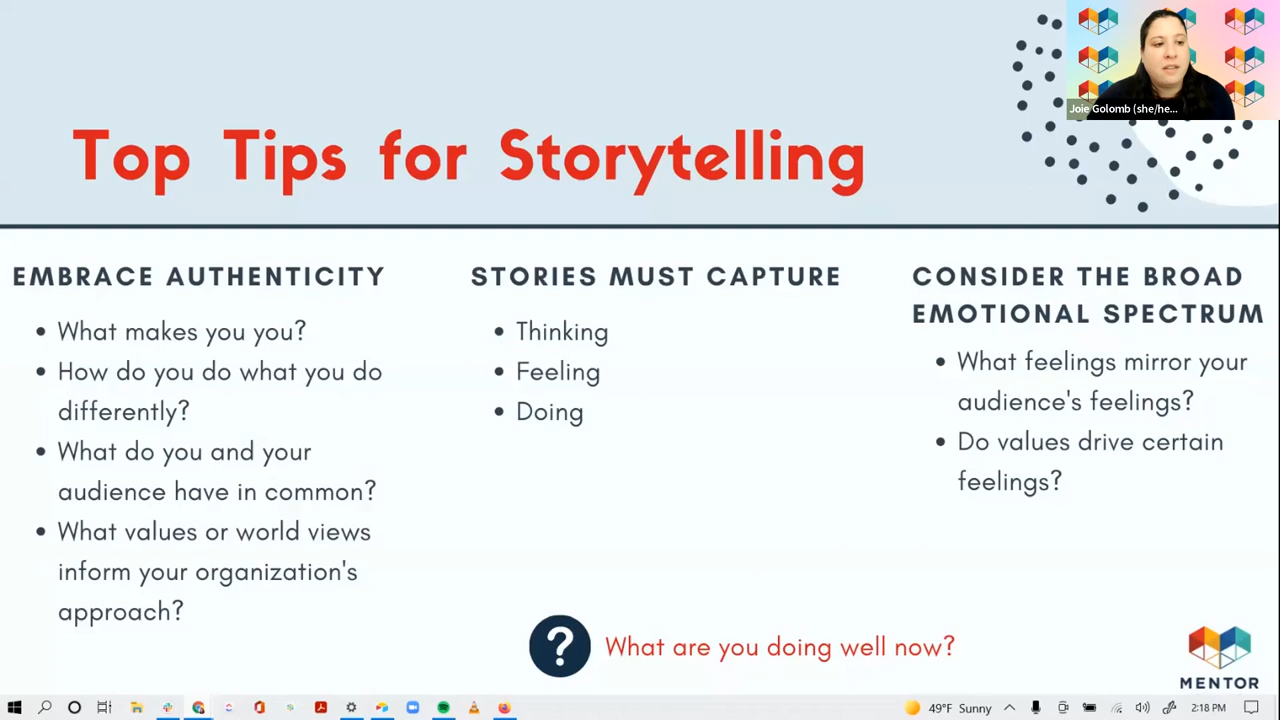 Joie Golomb (she/he...
Top Tips for Storytelling
EMBRACE AUTHENTICITY
What makes you you?
How do you do what you do
differently?
What do you and your
audience have in common?
What values or world views
inform your organization's
approach?
STORIES MUST CAPTURE
Thinking
Feeling
Doing
CONSIDER THE BROAD
EMOTIONAL SPECTRUM
What feelings mirror your
audience's feelings?
Do values drive certain
feelings?
? What are you doing well now?
MENTOR
49°F Sunny
2:18 PM